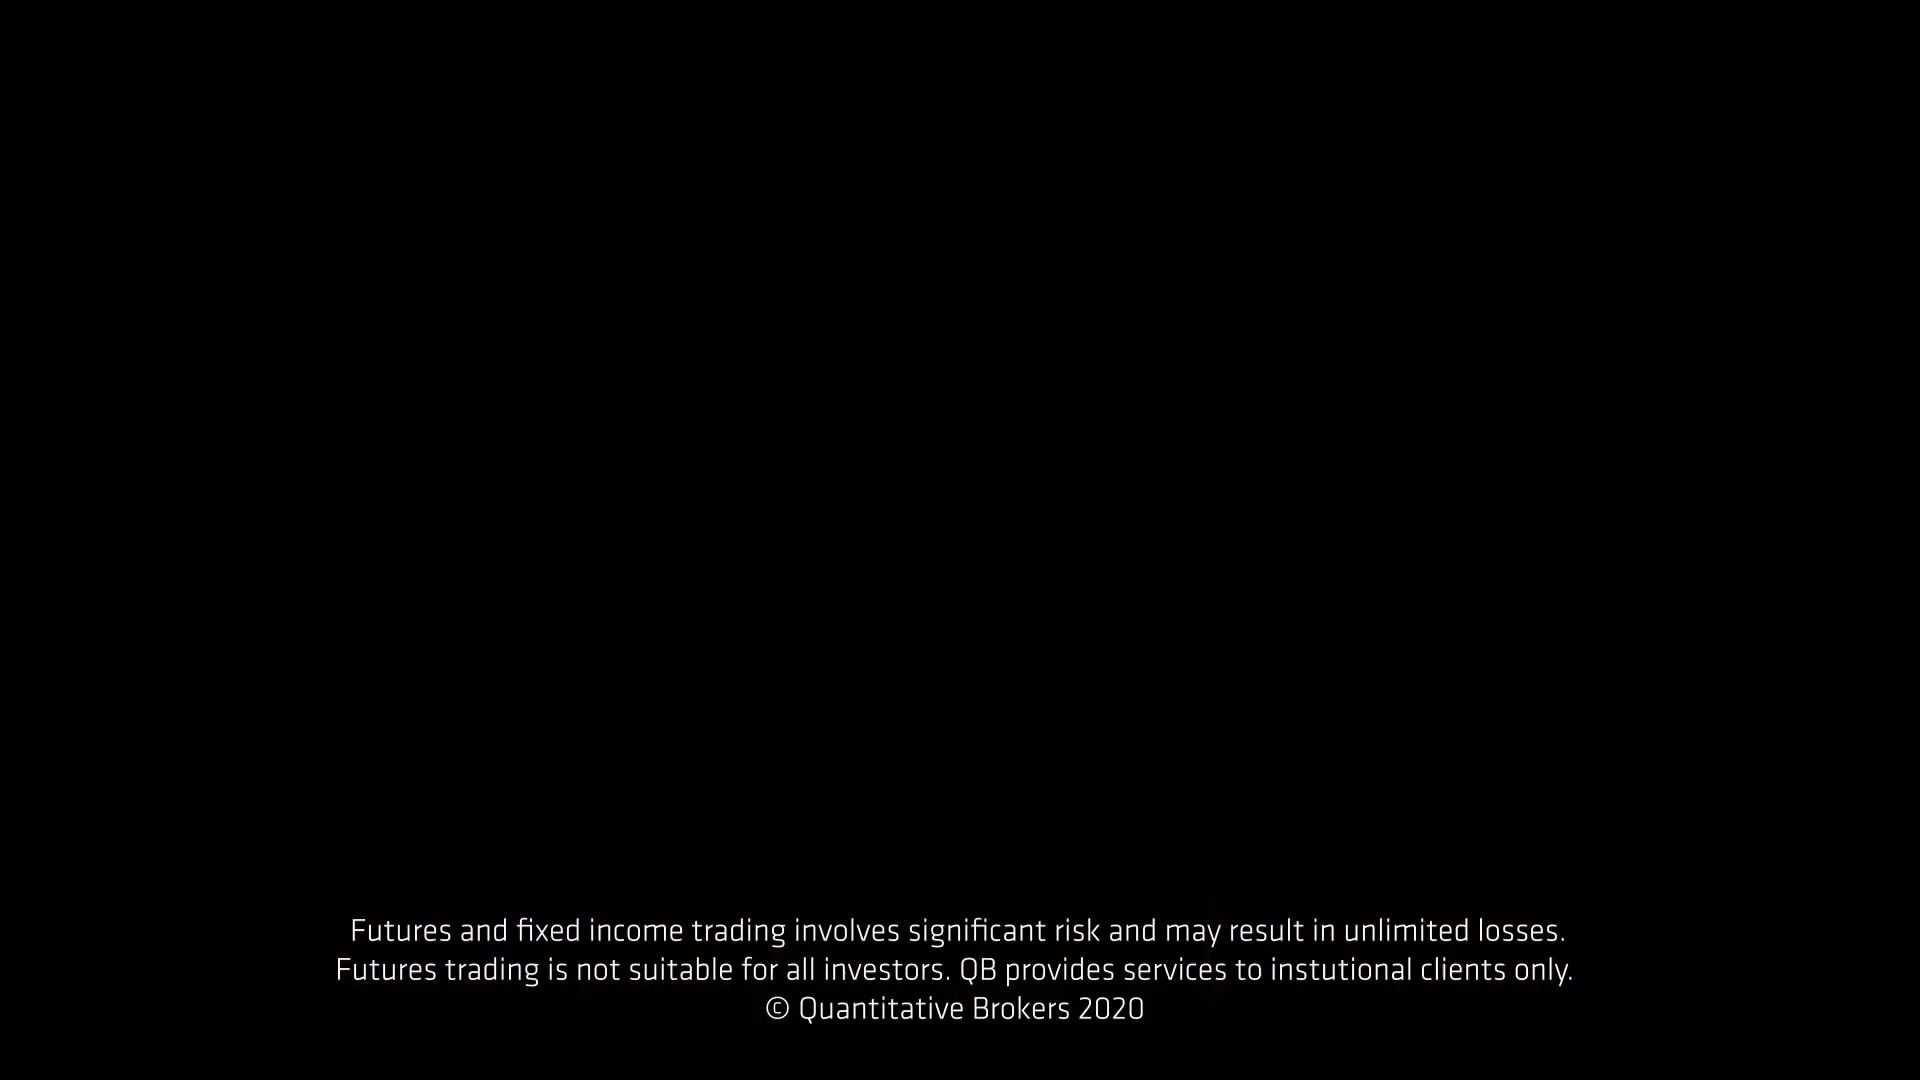 Futures and fixed income trading involves significant risk and may result in unlimited losses.
Futures trading is not suitable for all investors. QB provides services to instutional clients only.
© Quantitative Brokers 2020